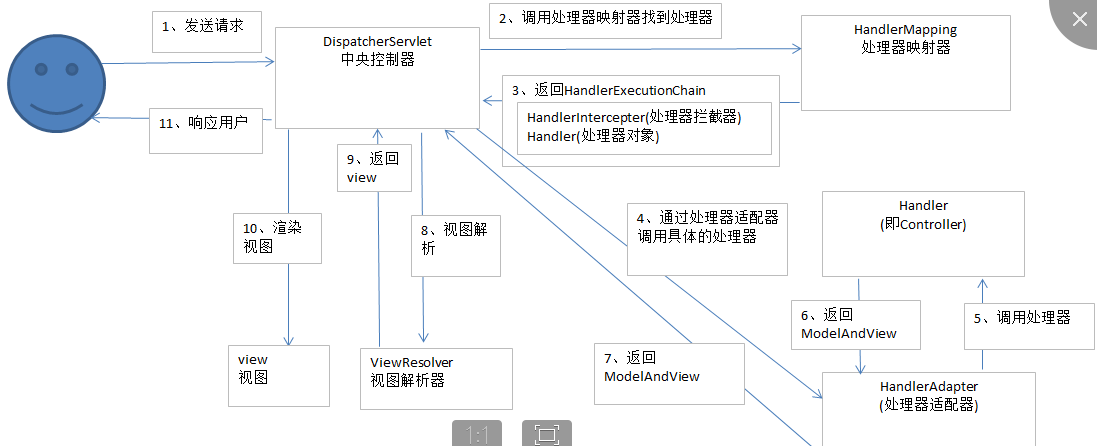 1、发送请求
DispatcherServlet
中央控制器
2、调用处理器映射器找到处理器
HandlerMapping
处理器映射器
3、返回HandlerExecutionChain
HandlerIntercepter(处理器拦截器)
Handler(处理器对象)
11、响应用户
9、返回
view
10、渲染
视图
8、视图解
析
4、通过处理器适配器
调用具体的处理器
Handler
(即Controller)
6、返回
ModelAndView
5、调用处理器
7、返回
ModelAndView
view
视图
ViewResolver
视图解析器
HandlerAdapter
(处理器适配器)
1:1